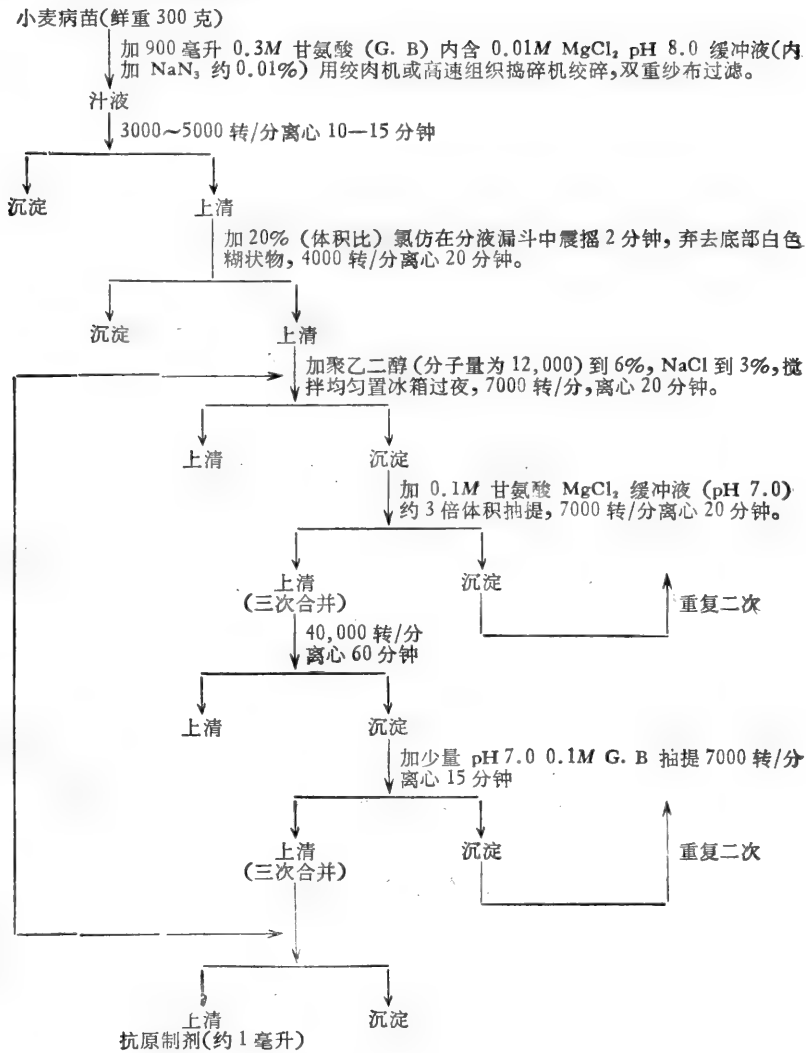 小麦病苗(鲜重 300 克)
加 900 毫升 0.3M 甘氨酸 (G. B) 内含 0.01M MgCl₂ pH 8.0 缓冲液(内
加 NaN₃ 约 0.01%) 用绞肉机或高速组织捣碎机绞碎,双重纱布过滤。
汁液
3000～5000 转/分离心 10—15 分钟
沉淀
上清
加 20% (体积比) 氯仿在分液漏斗中震摇 2 分钟, 弃去底部白色
糊状物, 4000 转/分离心 20 分钟。
沉淀
上清
加聚乙二醇 (分子量为 12,000) 到 6%, NaCl 到 3%, 搅
拌均匀置冰箱过夜, 7000 转/分,离心 20 分钟。
上清
沉淀
加 0.1M 甘氨酸 MgCl₂ 缓冲液 (pH 7.0)
约 3 倍体积抽提, 7000 转/分离心 20 分钟。
上清
(三次合并)
沉淀
重复二次
40,000 转/分
离心 60 分钟
上清
沉淀
加少量 pH 7.0 0.1M G. B 抽提 7000 转/分
离心 15 分钟
上清
(三次合并)
沉淀
重复二次
上清
抗原制剂(约 1 毫升)
沉淀